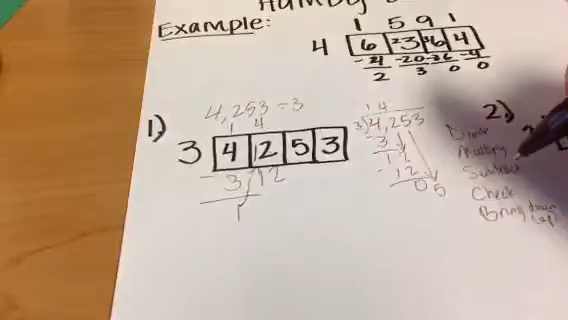 Example:
1 5 9 1
4 6 23 36 4
-4 -20 -36 -4
2 3 0 0
1)
4,253 ÷ 3
1 4
3 4 12 5 3
- 3 12
1
1 4
3)4,253
-3
12
-12
05
2)
Multiply
Subtract
Check
Bring down